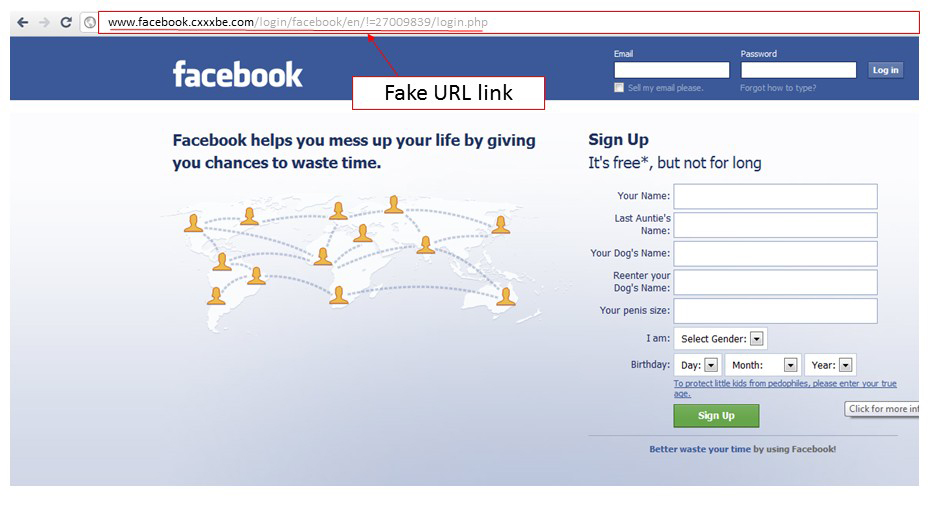 www.facebook.cxxxbe.com/login/facebook/en/!=27009839/login.php
Fake URL link
facebook
Email
Password
Log in
Sell my email please.
Forgot how to type?
Facebook helps you mess up your life by giving
you chances to waste time.
Sign Up
It's free*, but not for long
Your Name:
Last Auntie's
Name:
Your Dog's Name:
Reenter your
Dog's Name:
Your penis size:
I am:
Select Gender:
Birthday:
Day:
Month:
Year:
To protect little kids from pedophiles, please enter your true
age.
Click for more inf
Sign Up
Better waste your time by using Facebook!